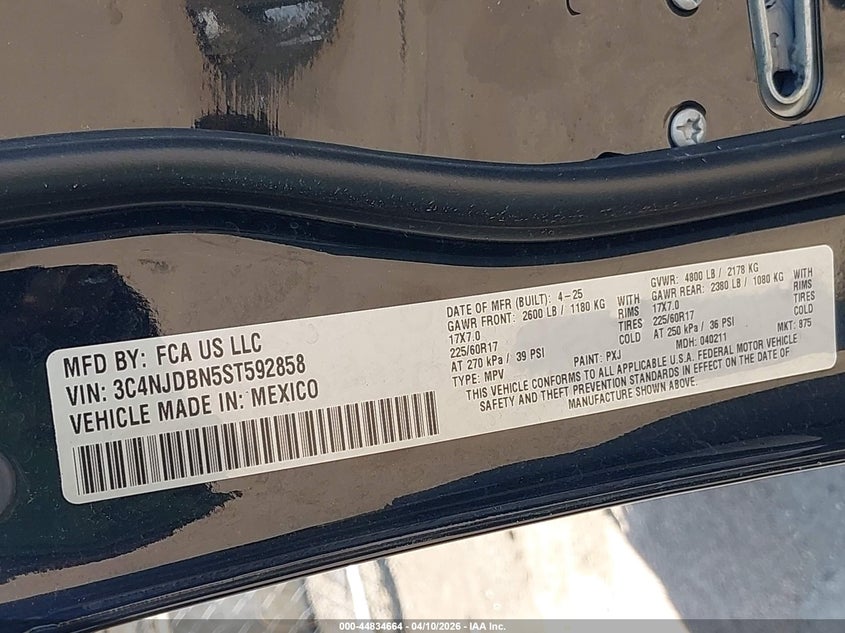 MFD BY: FCA US LLC
VIN: 3C4NJDBN5ST592858
VEHICLE MADE IN: MEXICO
DATE OF MFR (BUILT): 4-25
GAWR FRONT: 2600 LB / 1180 KG WITH
17X7.0 RIMS
225/60R17 TIRES
AT 270 kPa / 39 PSI COLD
TYPE: MPV PAINT: PXJ
GVWR: 4800 LB / 2178 KG
GAWR REAR: 2380 LB / 1080 KG WITH
17X7.0 RIMS
225/60R17 TIRES
AT 250 kPa / 36 PSI COLD
MDH: 040211 MKT: 875
THIS VEHICLE CONFORMS TO ALL APPLICABLE U.S.A. FEDERAL MOTOR VEHICLE
SAFETY AND THEFT PREVENTION STANDARDS IN EFFECT ON THE DATE OF
MANUFACTURE SHOWN ABOVE.
000-44834664 - 04/10/2026 - IAA Inc.